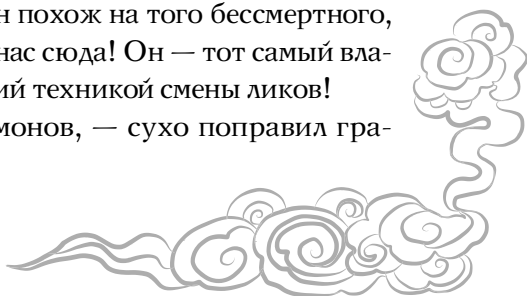 н похож на того бессмертного,
нас сюда! Он — тот самый вла-
ий техникой смены ликов!
монов, — сухо поправил гра-